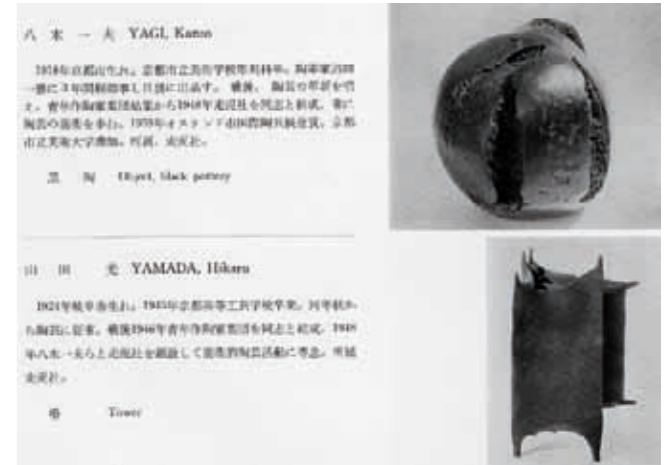 八木一夫 YAGI, Kazuo
1918年京都市生れ。京都市立美術学校彫刻科卒。陶彫家沼田
一雅に3年間師事し日展に出品す。戦後、陶芸の革新を唱
え、青年作陶家集団結成から1948年走泥社を同志と結成、常に
陶芸の前衛を歩む。1959年オステンド市国際陶芸展受賞。京都
市立美術大学講師。所属、走泥社。
黒陶 Object, black pottery
山田 光 YAMADA, Hikaru
1924年岐阜市生れ。1945年京都高等工芸学校卒業。同年秋か
ら陶芸に従事。戦後1946年青年作陶家集団を同志と結成。1948
年八木一夫らと走泥社を創設して前衛的陶芸活動に専念。所属
走泥社。
Tower